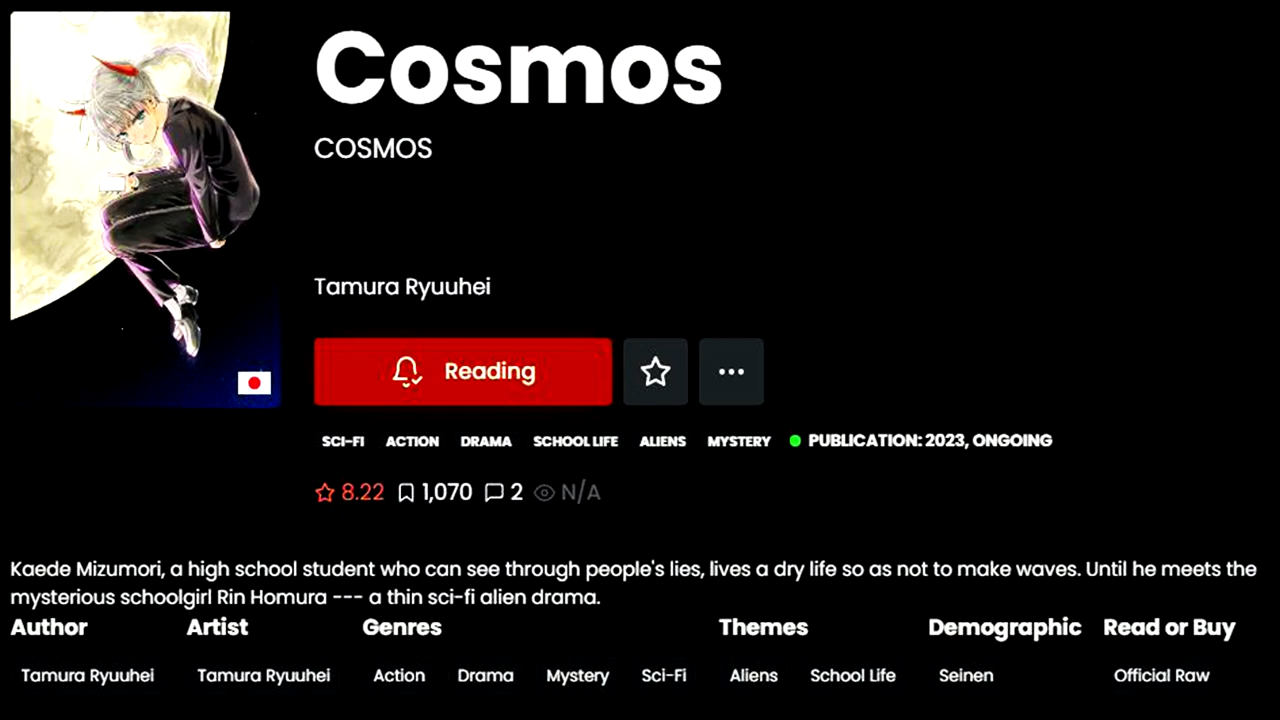 Cosmos
COSMOS
Tamura Ryuuhei
Reading
SCI-FI ACTION DRAMA SCHOOL LIFE ALIENS MYSTERY PUBLICATION: 2023, ONGOING
8.22 1,070 2 N/A
Kaede Mizumori, a high school student who can see through people's lies, lives a dry life so as not to make waves. Until he meets the
mysterious schoolgirl Rin Homura --- a thin sci-fi alien drama.
Author Artist Genres Themes Demographic Read or Buy
Tamura Ryuuhei Tamura Ryuuhei Action Drama Mystery Sci-Fi Aliens School Life Seinen Official Raw